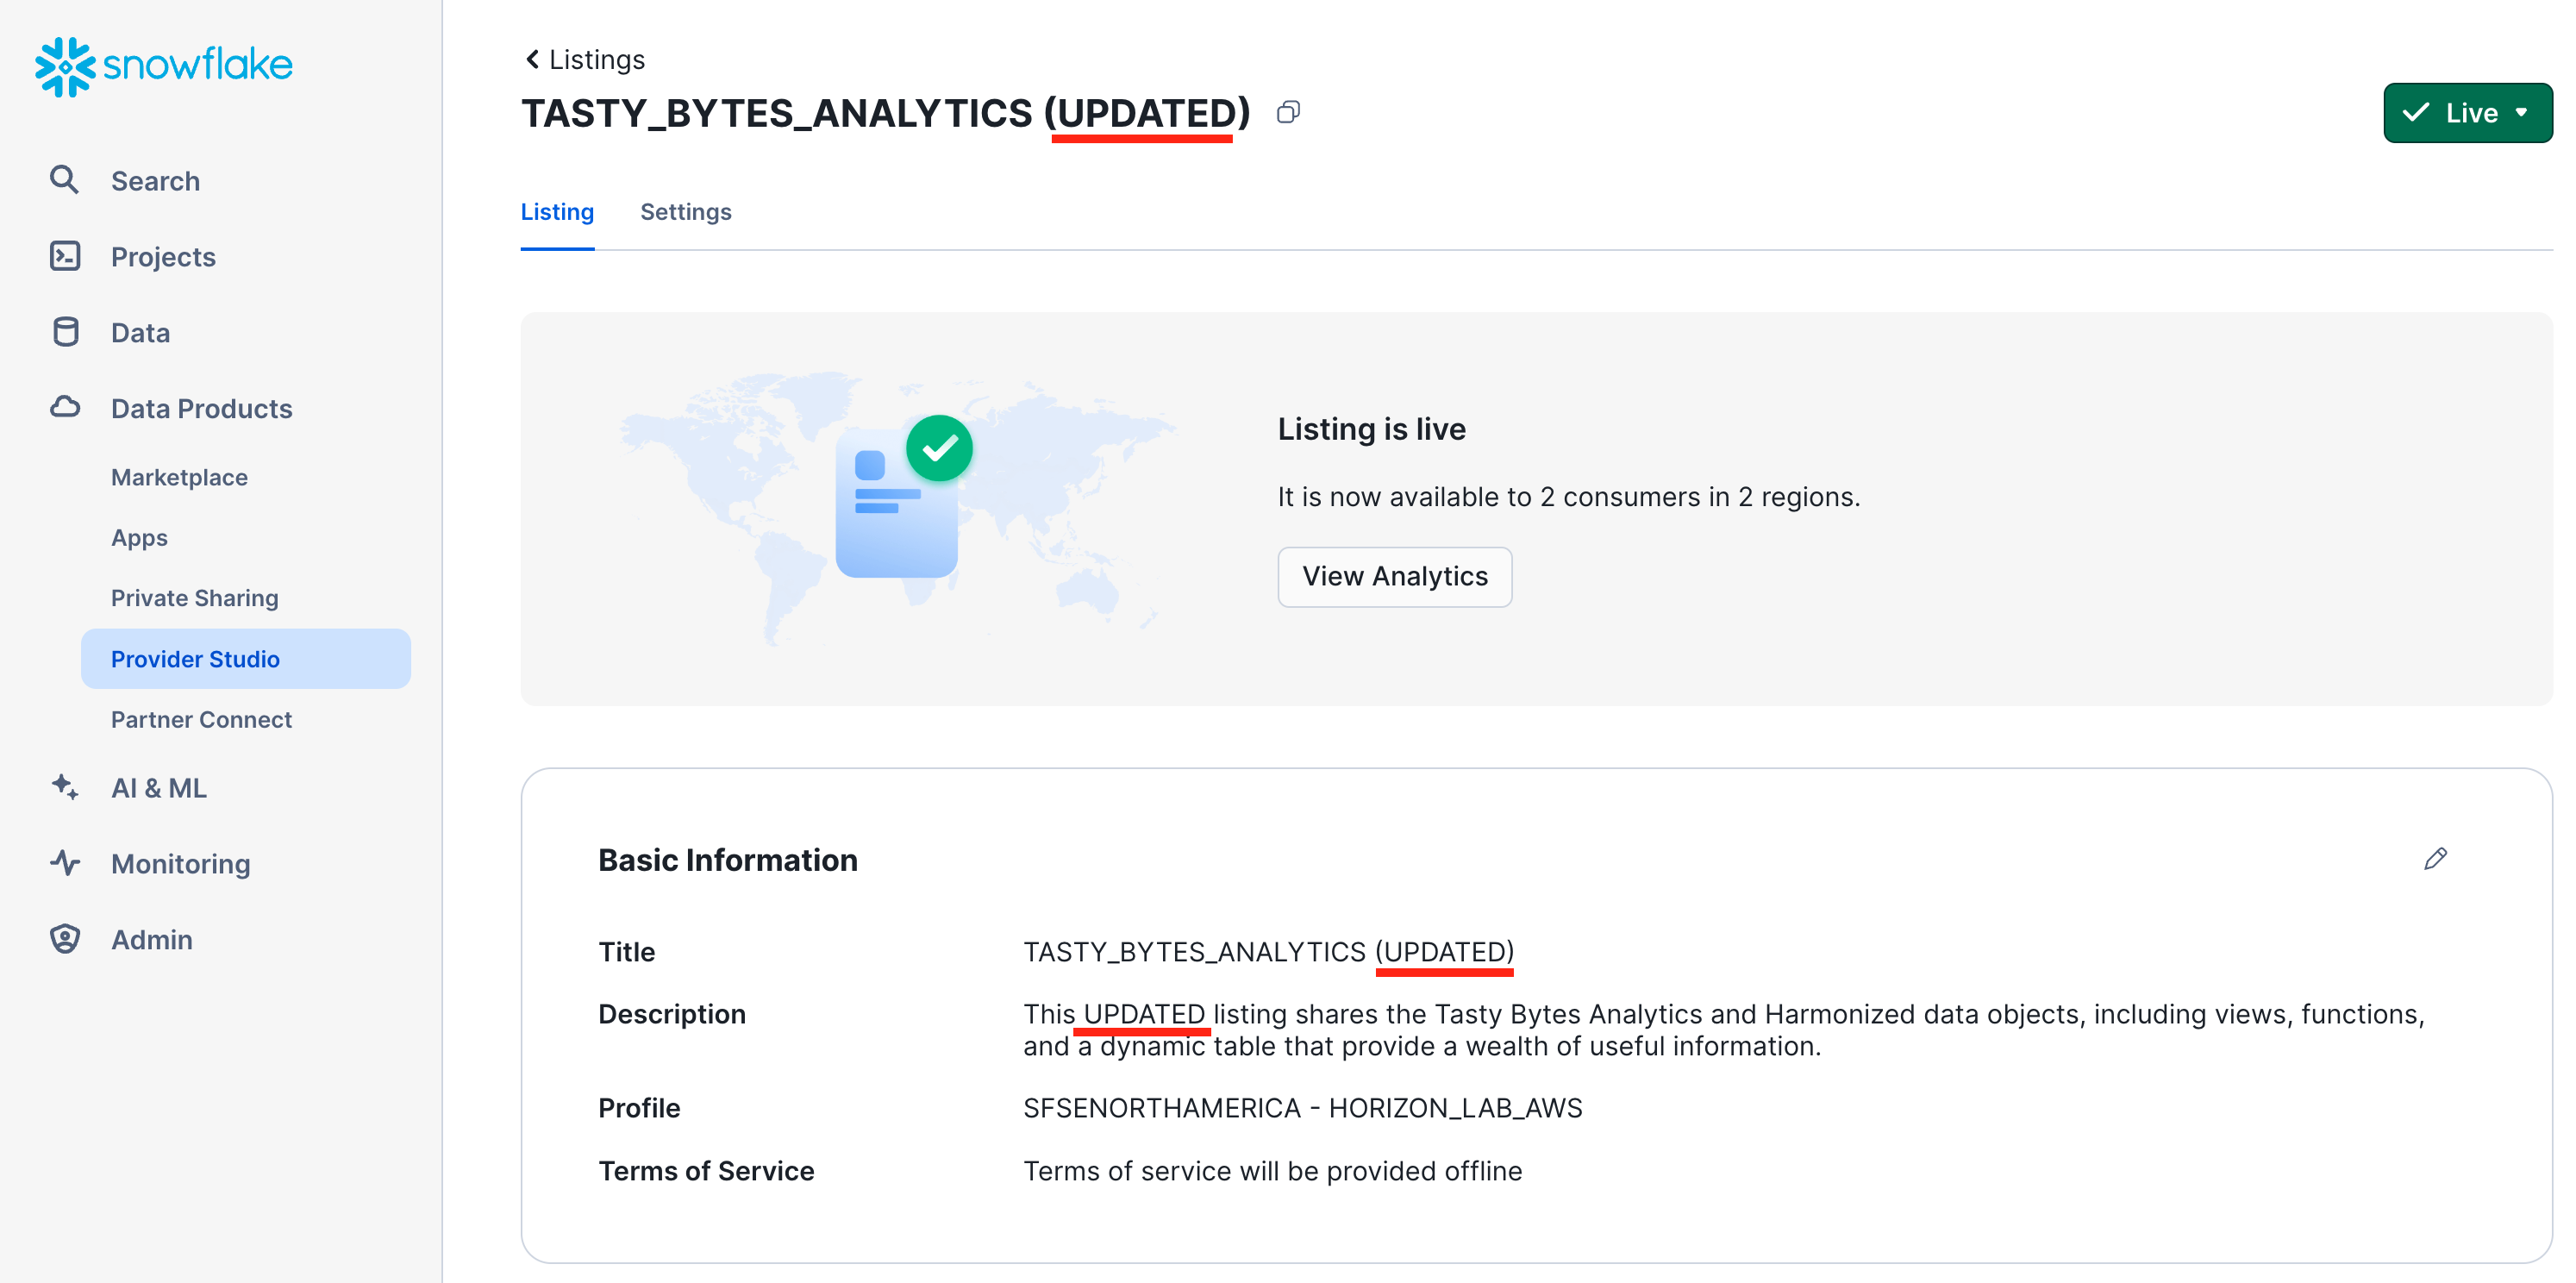 snowflake
Search
Projects
Data
Data Products
Marketplace
Apps
Private Sharing
Provider Studio
Partner Connect
AI & ML
Monitoring
Admin
Listings
TASTY_BYTES_ANALYTICS (UPDATED)
Live
Listing Settings
Listing is live
It is now available to 2 consumers in 2 regions.
View Analytics
Basic Information
Title TASTY_BYTES_ANALYTICS (UPDATED)
Description This UPDATED listing shares the Tasty Bytes Analytics and Harmonized data objects, including views, functions,
and a dynamic table that provide a wealth of useful information.
Profile SFSENORTHAMERICA - HORIZON_LAB_AWS
Terms of Service Terms of service will be provided offline